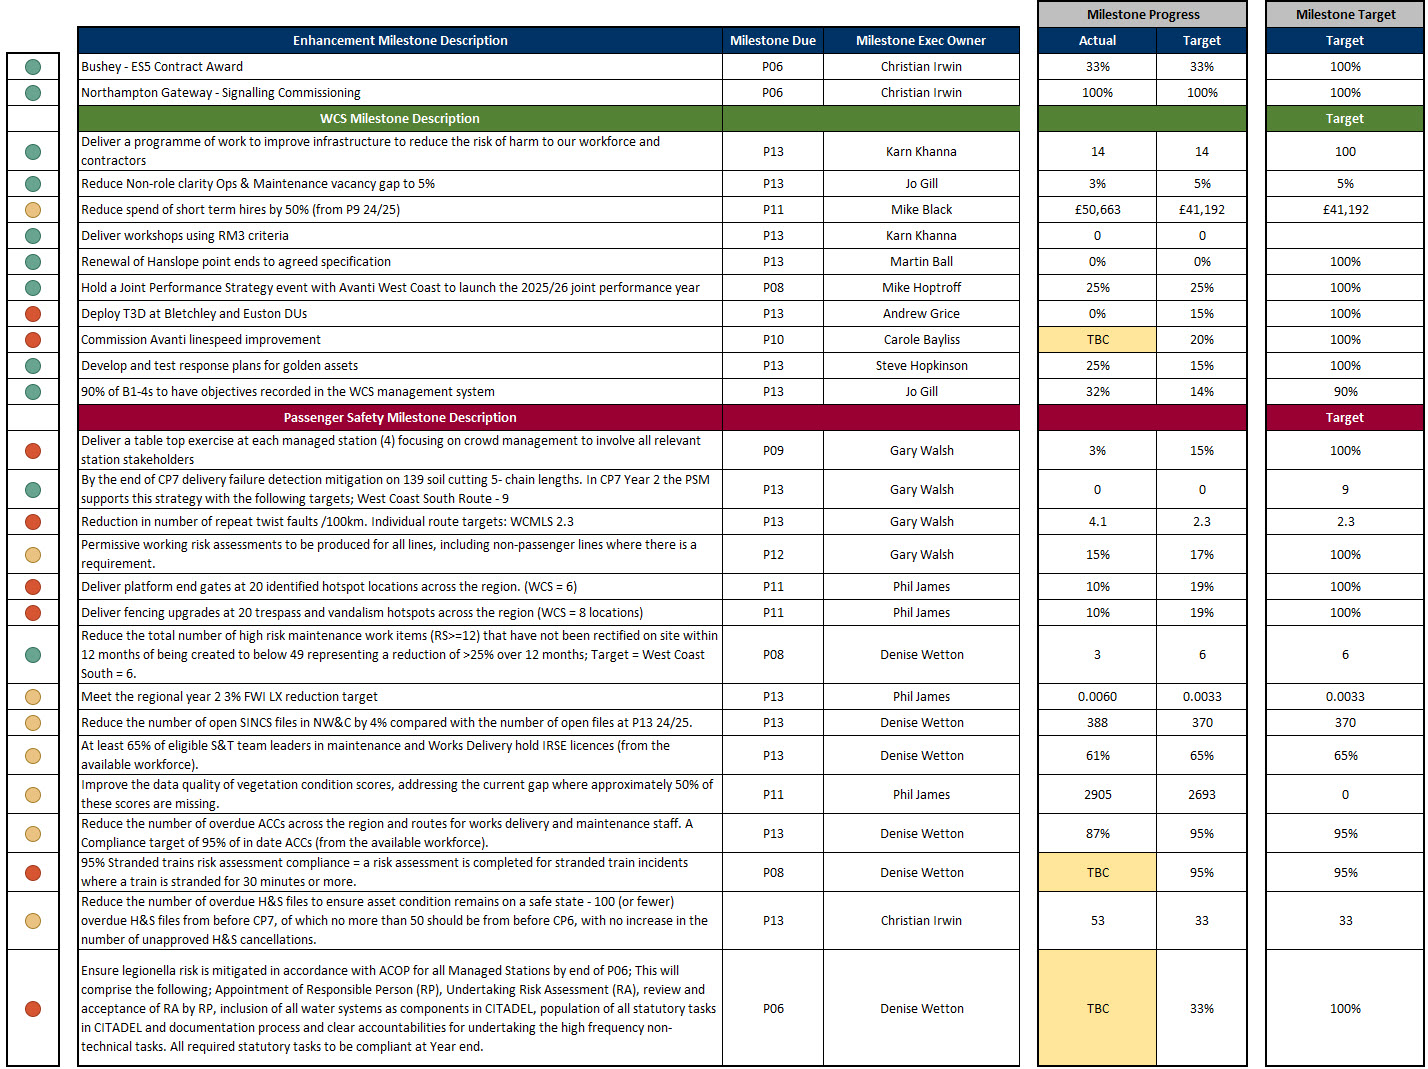 Milestone Progress Milestone Target
Enhancement Milestone Description Milestone Due Milestone Exec Owner Actual Target Target
Bushey - ES5 Contract Award P06 Christian Irwin 33% 33% 100%
Northampton Gateway - Signalling Commissioning P06 Christian Irwin 100% 100% 100%
WCS Milestone Description Target
Deliver a programme of work to improve infrastructure to reduce the risk of harm to our workforce and
contractors P13 Karn Khanna 14 14 100
Reduce Non-role clarity Ops & Maintenance vacancy gap to 5% P13 Jo Gill 3% 5% 5%
Reduce spend of short term hires by 50% (from P9 24/25) P11 Mike Black £50,663 £41,192 £41,192
Deliver workshops using RM3 criteria P13 Karn Khanna 0 0
Renewal of Hanslope point ends to agreed specification P13 Martin Ball 0% 0% 100%
Hold a Joint Performance Strategy event with Avanti West Coast to launch the 2025/26 joint performance year P08 Mike Hoptroff 25% 25% 100%
Deploy T3D at Bletchley and Euston DUs P13 Andrew Grice 0% 15% 100%
Commission Avanti linespeed improvement P10 Carole Bayliss TBC 20% 100%
Develop and test response plans for golden assets P13 Steve Hopkinson 25% 15% 100%
90% of B1-4s to have objectives recorded in the WCS management system P13 Jo Gill 32% 14% 90%
Passenger Safety Milestone Description Target
Deliver a table top exercise at each managed station (4) focusing on crowd management to involve all relevant
station stakeholders P09 Gary Walsh 3% 15% 100%
By the end of CP7 delivery failure detection mitigation on 139 soil cutting 5- chain lengths. In CP7 Year 2 the PSM
supports this strategy with the following targets; West Coast South Route - 9 P13 Gary Walsh 0 0 9
Reduction in number of repeat twist faults /100km. Individual route targets: WCMLS 2.3 P13 Gary Walsh 4.1 2.3 2.3
Permissive working risk assessments to be produced for all lines, including non-passenger lines where there is a
requirement. P12 Gary Walsh 15% 17% 100%
Deliver platform end gates at 20 identified hotspot locations across the region. (WCS = 6) P11 Phil James 10% 19% 100%
Deliver fencing upgrades at 20 trespass and vandalism hotspots across the region (WCS = 8 locations) P11 Phil James 10% 19% 100%
Reduce the total number of high risk maintenance work items (RS>=12) that have not been rectified on site within
12 months of being created to below 49 representing a reduction of >25% over 12 months; Target = West Coast
South = 6. P08 Denise Wetton 3 6 6
Meet the regional year 2 3% FWI LX reduction target P13 Phil James 0.0060 0.0033 0.0033
Reduce the number of open SINCS files in NW&C by 4% compared with the number of open files at P13 24/25. P13 Denise Wetton 388 370 370
At least 65% of eligible S&T team leaders in maintenance and Works Delivery hold IRSE licences (from the
available workforce). P13 Denise Wetton 61% 65% 65%
Improve the data quality of vegetation condition scores, addressing the current gap where approximately 50% of
these scores are missing. P11 Phil James 2905 2693 0
Reduce the number of overdue ACCs across the region and routes for works delivery and maintenance staff. A
Compliance target of 95% of in date ACCs (from the available workforce). P13 Denise Wetton 87% 95% 95%
95% Stranded trains risk assessment compliance = a risk assessment is completed for stranded train incidents
where a train is stranded for 30 minutes or more. P08 Denise Wetton TBC 95% 95%
Reduce the number of overdue H&S files to ensure asset condition remains on a safe state - 100 (or fewer)
overdue H&S files from before CP7, of which no more than 50 should be from before CP6, with no increase in the
number of unapproved H&S cancellations. P13 Christian Irwin 53 33 33
Ensure legionella risk is mitigated in accordance with ACOP for all Managed Stations by end of P06; This will
comprise the following; Appointment of Responsible Person (RP), Undertaking Risk Assessment (RA), review and
acceptance of RA by RP, inclusion of all water systems as components in CITADEL, population of all statutory tasks
in CITADEL and documentation process and clear accountabilities for undertaking the high frequency non-
technical tasks. All required statutory tasks to be compliant at Year end. P06 Denise Wetton TBC 33% 100%